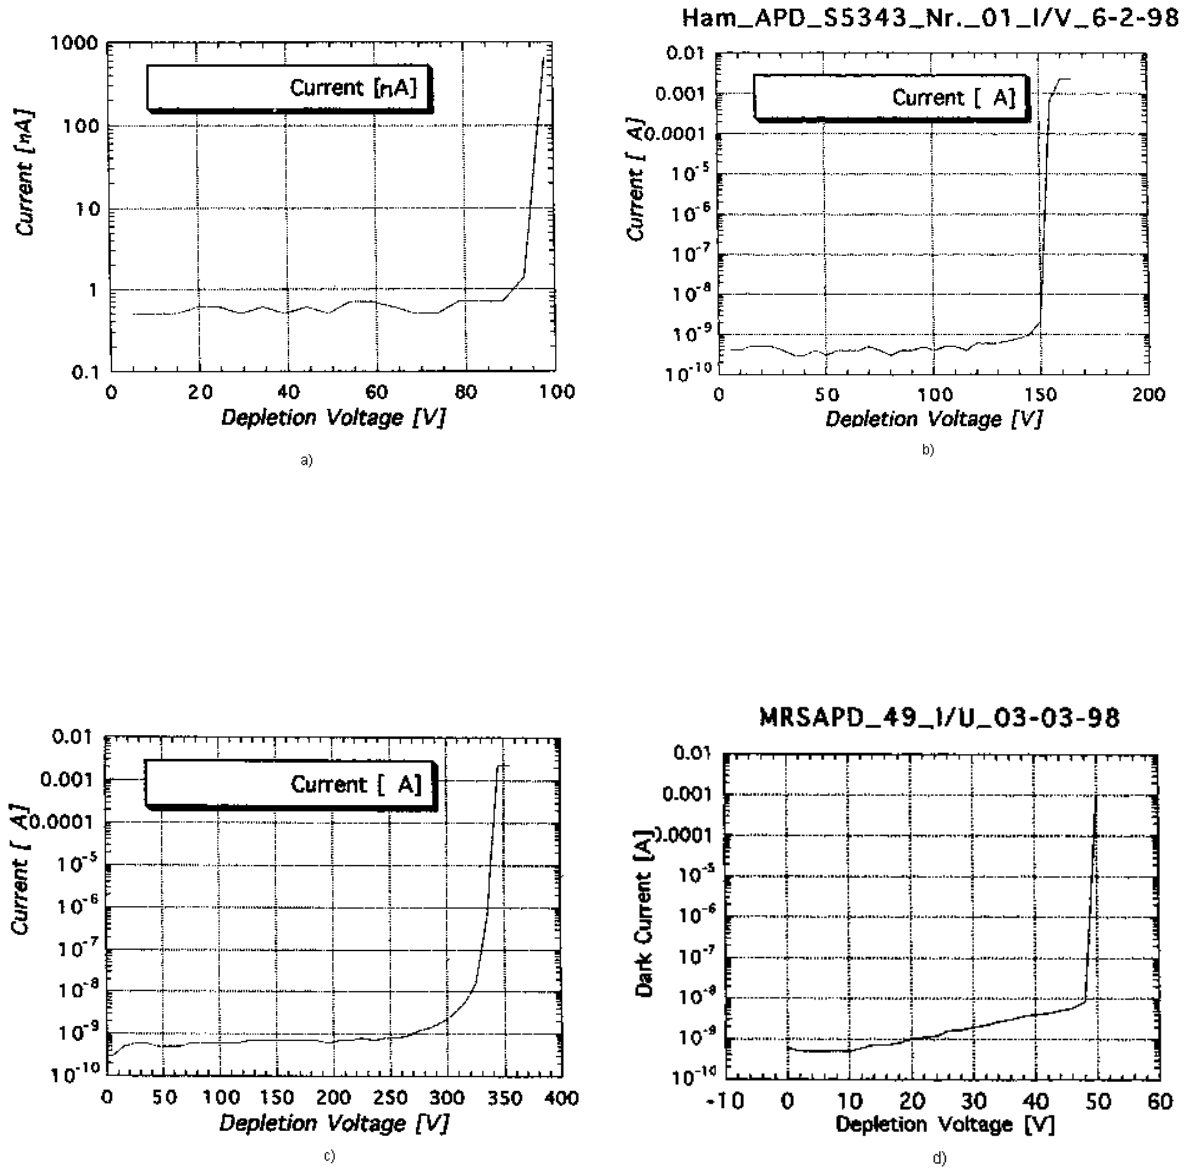 1000
100
10
1
0.1
Current [nA]
Current [nA]
0 20 40 60 80 100
Depletion Voltage [V]
a)
Ham_APD_S5343_Nr._01_I/V_6-2-98
0.01
0.001
0.0001
10-5
10-6
10-7
10-8
10-9
10-10
Current [ A]
Current [ A]
0 50 100 150 200
Depletion Voltage [V]
b)
0.01
0.001
0.0001
10-5
10-6
10-7
10-8
10-9
10-10
Current [ A]
Current [ A]
0 50 100 150 200 250 300 350 400
Depletion Voltage [V]
c)
MRSAPD_49_I/U_03-03-98
0.01
0.001
0.0001
10-5
10-6
10-7
10-8
10-9
10-10
Dark Current [A]
-10 0 10 20 30 40 50 60
Depletion Voltage [V]
d)